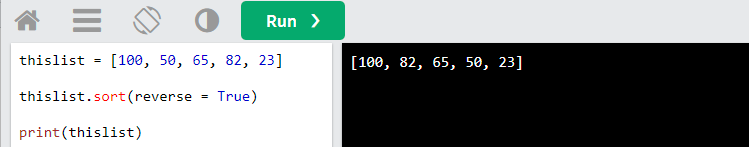 Run ❯
thislist = [100, 50, 65, 82, 23]
thislist.sort(reverse = True)
print(thislist)
[100, 82, 65, 50, 23]